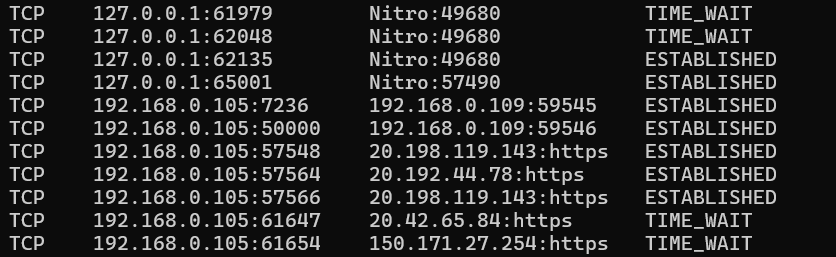 TCP    127.0.0.1:61979        Nitro:49680            TIME_WAIT
TCP    127.0.0.1:62048        Nitro:49680            TIME_WAIT
TCP    127.0.0.1:62135        Nitro:49680            ESTABLISHED
TCP    127.0.0.1:65001        Nitro:57490            ESTABLISHED
TCP    192.168.0.105:7236     192.168.0.109:59545    ESTABLISHED
TCP    192.168.0.105:50000    192.168.0.109:59546    ESTABLISHED
TCP    192.168.0.105:57548    20.198.119.143:https   ESTABLISHED
TCP    192.168.0.105:57564    20.192.44.78:https     ESTABLISHED
TCP    192.168.0.105:57566    20.198.119.143:https   ESTABLISHED
TCP    192.168.0.105:61647    20.42.65.84:https      TIME_WAIT
TCP    192.168.0.105:61654    150.171.27.254:https   TIME_WAIT